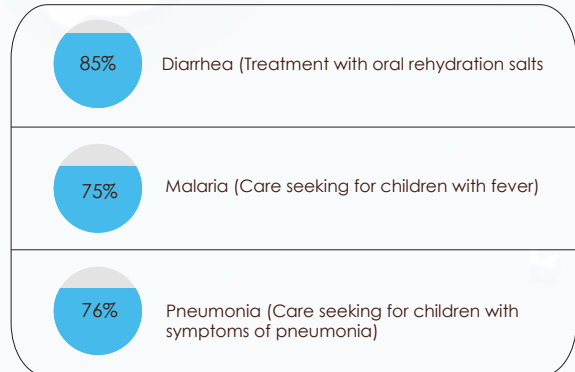 85%
Diarrhea (Treatment with oral rehydration salts
75%
Malaria (Care seeking for children with fever)
76%
Pneumonia (Care seeking for children with
symptoms of pneumonia)